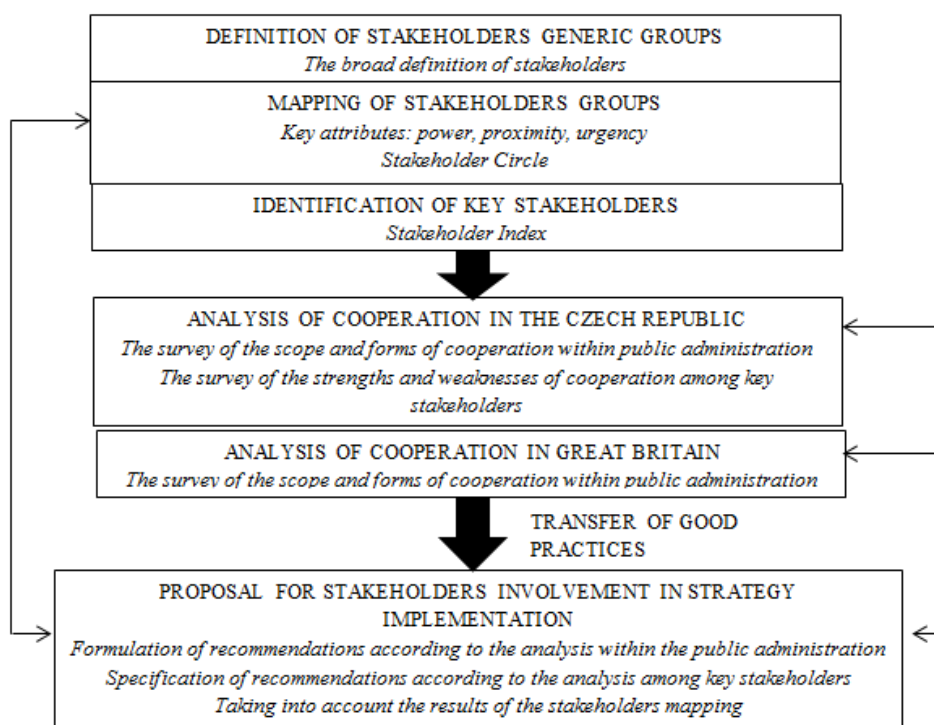 DEFINITION OF STAKEHOLDERS GENERIC GROUPS
The broad definition of stakeholders
MAPPING OF STAKEHOLDERS GROUPS
Key attributes: power, proximity, urgency
Stakeholder Circle
IDENTIFICATION OF KEY STAKEHOLDERS
Stakeholder Index
ANALYSIS OF COOPERATION IN THE CZECH REPUBLIC
The survey of the scope and forms of cooperation within public administration
The survey of the strengths and weaknesses of cooperation among key
stakeholders
ANALYSIS OF COOPERATION IN GREAT BRITAIN
The survey of the scope and forms of cooperation within public administration
TRANSFER OF GOOD
PRACTICES
PROPOSAL FOR STAKEHOLDERS INVOLVEMENT IN STRATEGY
IMPLEMENTATION
Formulation of recommendations according to the analysis within the public administration
Specification of recommendations according to the analysis among key stakeholders
Taking into account the results of the stakeholders mapping